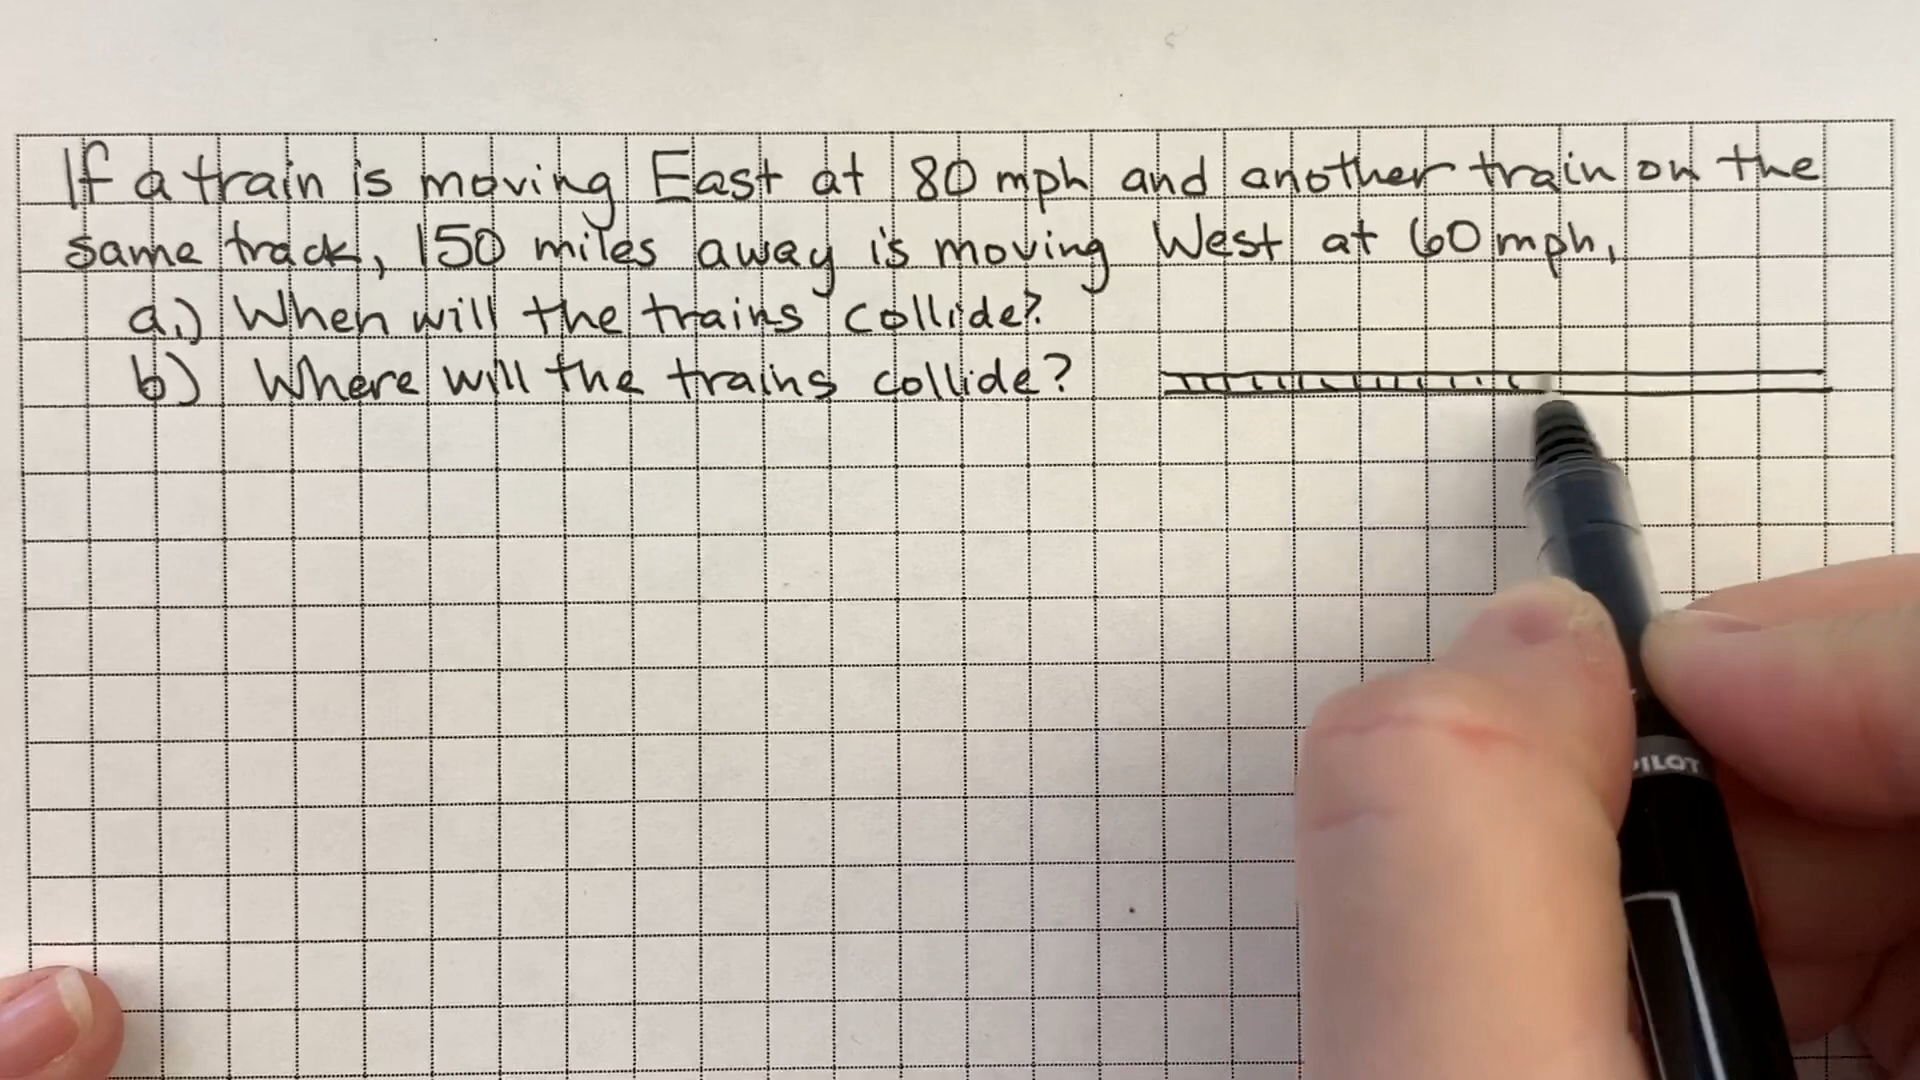 If a train is moving East at 80 mph and another train on the
same track, 150 miles away is moving West at 60 mph,
a.) When will the trains collide?
b) Where will the trains collide?
PILOT